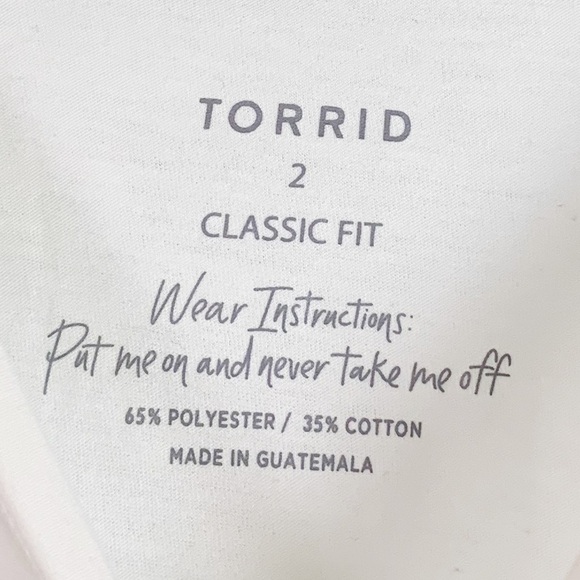 TORRID
2
CLASSIC FIT
Wear Instructions:
Put me on and never take me off
65% POLYESTER / 35% COTTON
MADE IN GUATEMALA